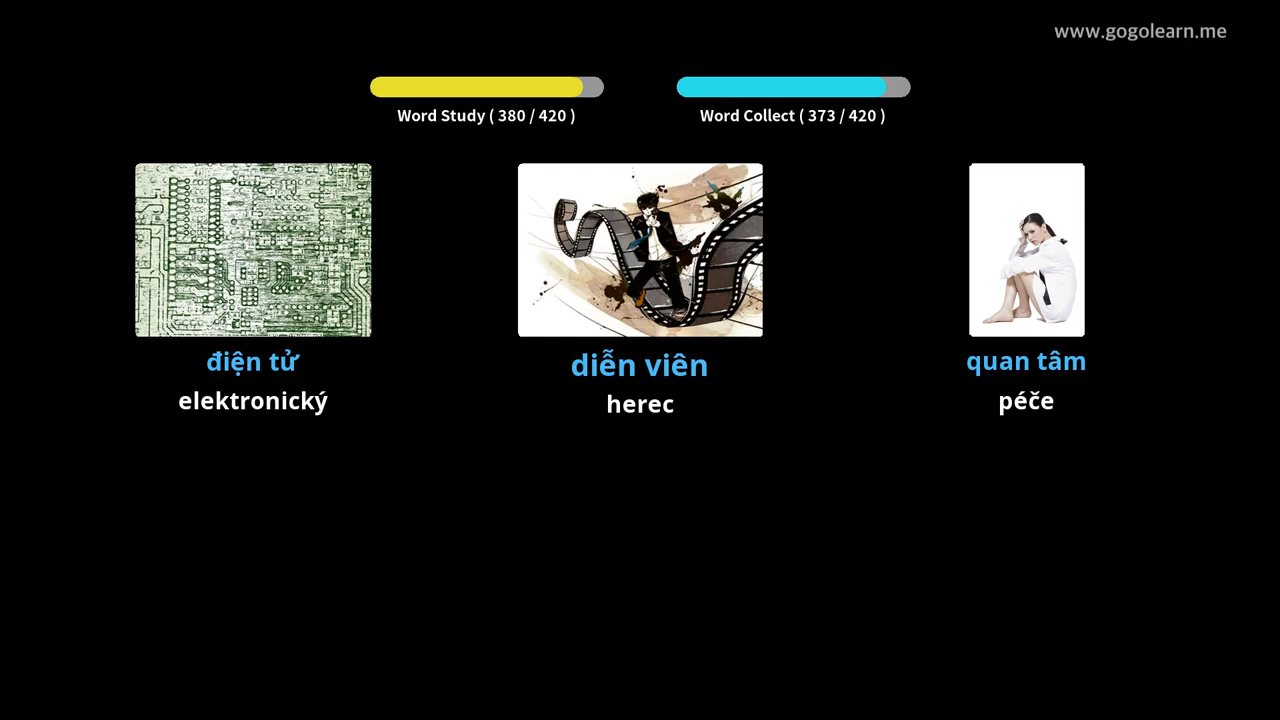 www.gogolearn.me
Word Study ( 380 / 420 )
Word Collect ( 373 / 420 )
điện tử
diễn viên
quan tâm
elektronický
herec
péče